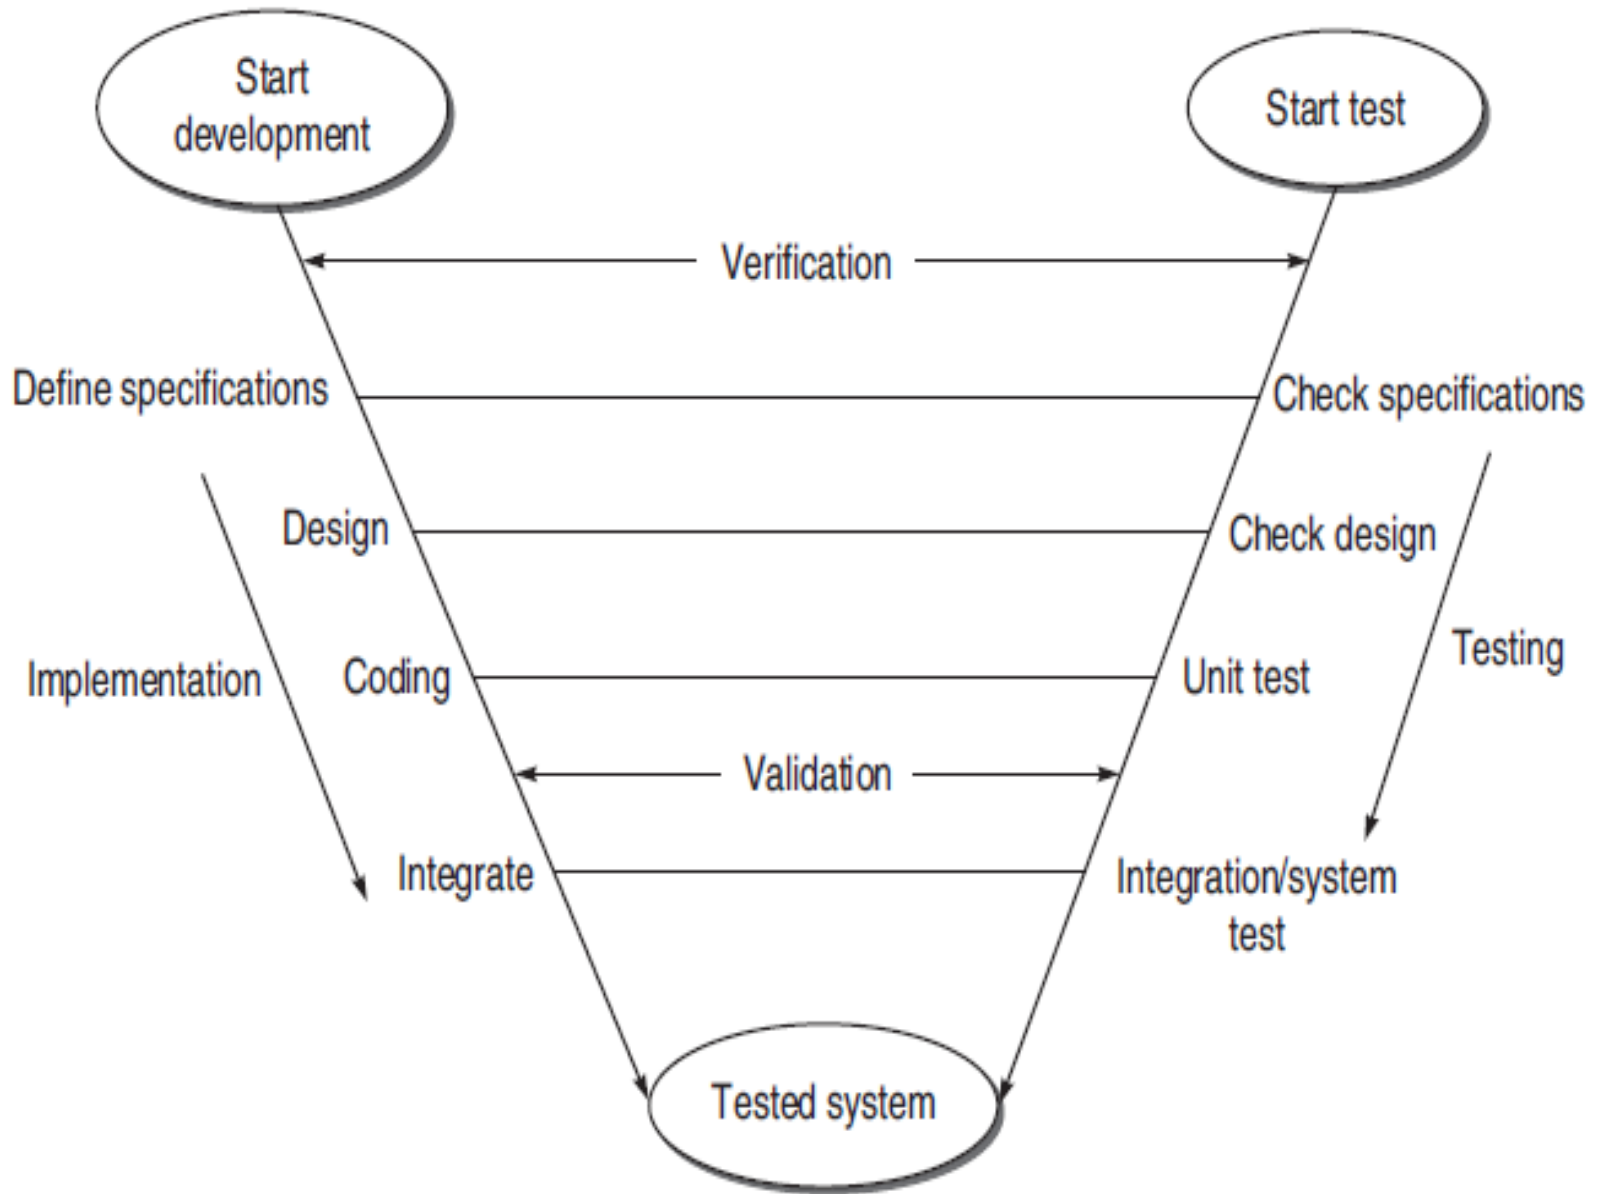 Start
development
Start test
Verification
Define specifications
Check specifications
Design
Check design
Implementation
Coding
Unit test
Testing
Validation
Integrate
Integration/system
test
Tested system